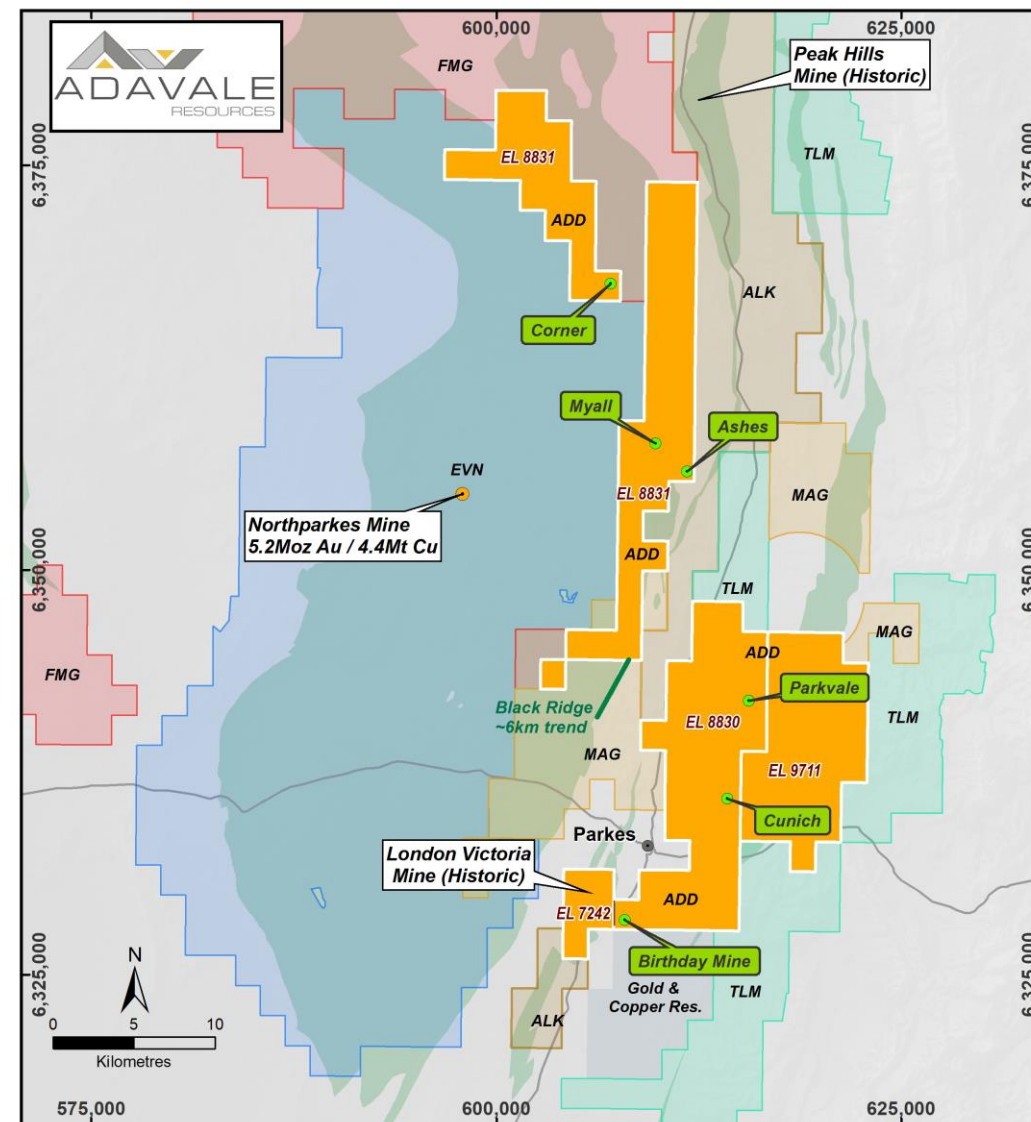 ADAVALE
RESOURCES
600,000
625,000
FMG
Peak Hills
Mine (Historic)
6,375,000
6,375,000
EL 8831
TLM
ADD
ALK
Corner
Myall
Ashes
EVN
EL 8831
MAG
Northparkes Mine
5.2Moz Au / 4.4Mt Cu
ADD
6,350,000
6,350,000
TLM
MAG
ADD
FMG
Parkvale
Black Ridge
~6km trend
EL 8830
TLM
MAG
EL 9711
Cunich
Parkes
London Victoria
Mine (Historic)
ADD
EL 7242
Birthday Mine
6,325,000
6,325,000
N
Gold &
Copper Res.
TLM
ALK
0 5 10
Kilometres
575,000
600,000
625,000